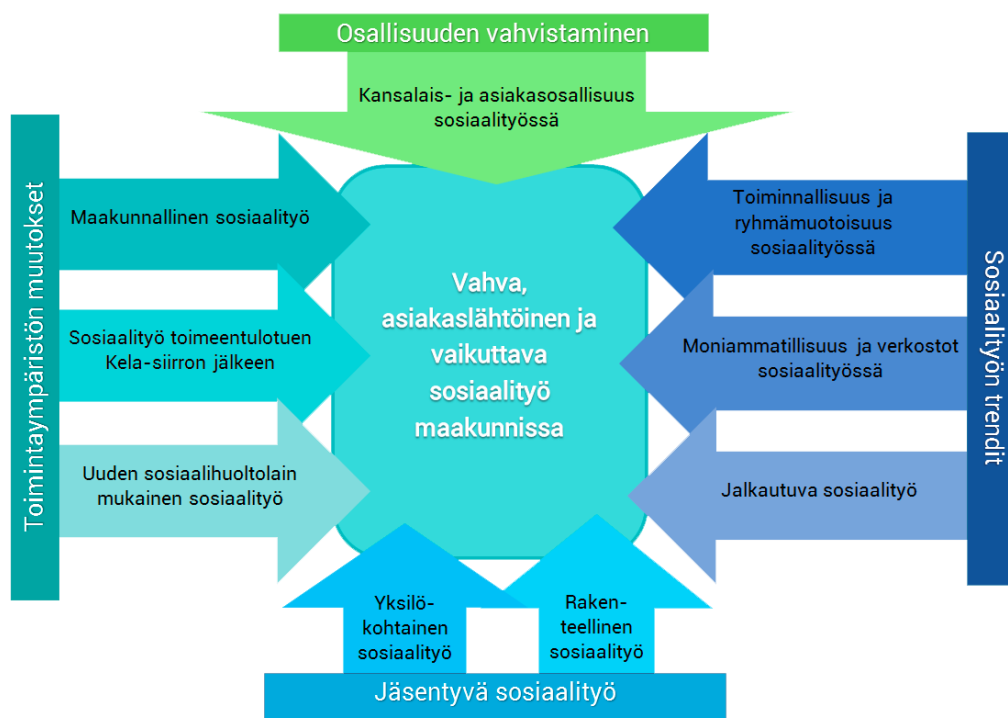 Osallisuuden vahvistaminen
Kansalais- ja asiakasosallisuus
sosiaalityössä
Toimintaympäristön muutokset
Maakunnallinen sosiaalityö
Sosiaalityö toimeentulotuen
Kela-siirron jälkeen
Uuden sosiaalihuoltolain
mukainen sosiaalityö
Vahva,
asiakaslähtöinen ja
vaikuttava
sosiaalityö
maakunnissa
Toiminnallisuus ja
ryhmämuotoisuus
sosiaalityössä
Moniammatillisuus ja verkostot
sosiaalityössä
Jalkautuva sosiaalityö
Sosiaalityön trendit
Yksilö-
kohtainen
sosiaalityö
Raken-
teellinen
sosiaalityö
Jäsentyvä sosiaalityö